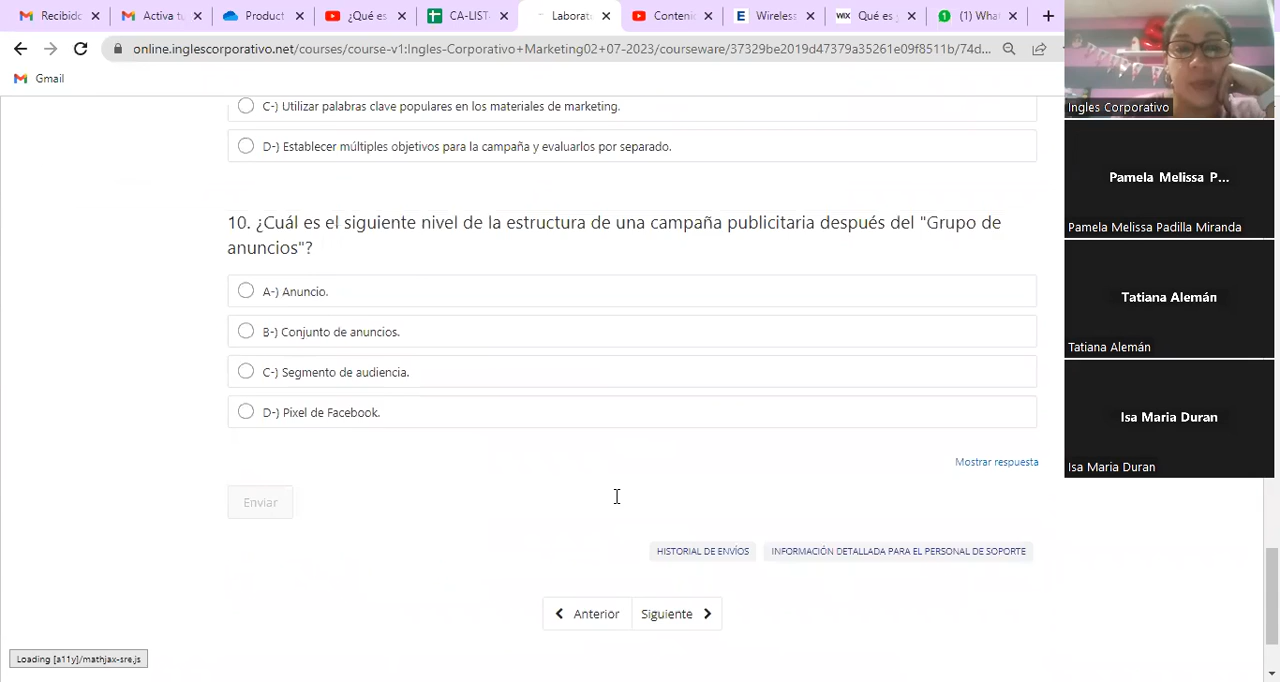 Recibido
Activa tu
Product
¿Qué es
CA-LIST-
Laborat
Conteni
Wireless
WIX
Qué es y
(1) Wha
online.inglescorporativo.net/courses/course-v1:Ingles-Corporativo+Marketing02+07-2023/courseware/37329be2019d47379a35261e09f8511b/74d...
Gmail
C-) Utilizar palabras clave populares en los materiales de marketing.
D-) Establecer múltiples objetivos para la campaña y evaluarlos por separado.
10. ¿Cuál es el siguiente nivel de la estructura de una campaña publicitaria después del "Grupo de
anuncios"?
A-) Anuncio.
B-) Conjunto de anuncios.
C-) Segmento de audiencia.
D-) Pixel de Facebook.
Mostrar respuesta
Enviar
HISTORIAL DE ENVÍOS
INFORMACIÓN DETALLADA PARA EL PERSONAL DE SOPORTE
Anterior
Siguiente
Loading [a11y]/mathjax-sre.js
Ingles Corporativo
Pamela Melissa P...
Pamela Melissa Padilla Miranda
Tatiana Alemán
Tatiana Alemán
Isa Maria Duran
Isa Maria Duran